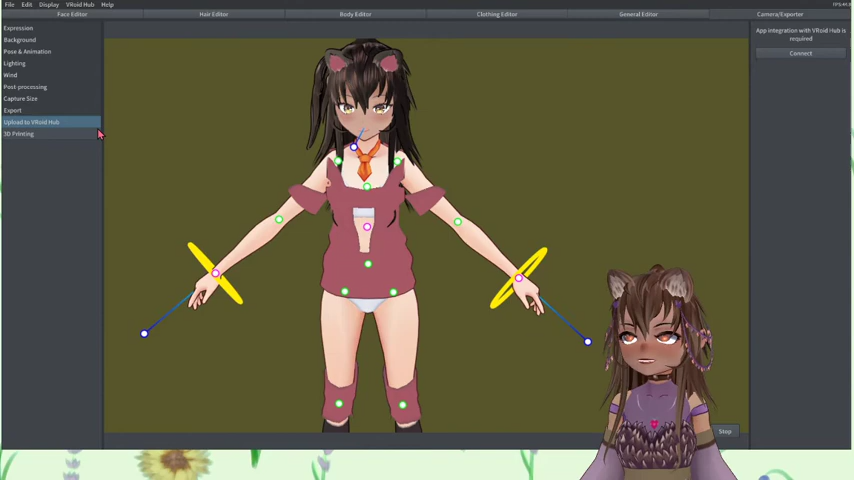 File Edit Display VRoid Hub Help
Face Editor Hair Editor Body Editor Clothing Editor General Editor Camera/Exporter
Expression
Background
Pose & Animation
Lighting
Wind
Post-processing
Capture Size
Export
Upload to VRoid Hub
3D Printing
App integration with VRoid Hub is
required
Connect
Stop